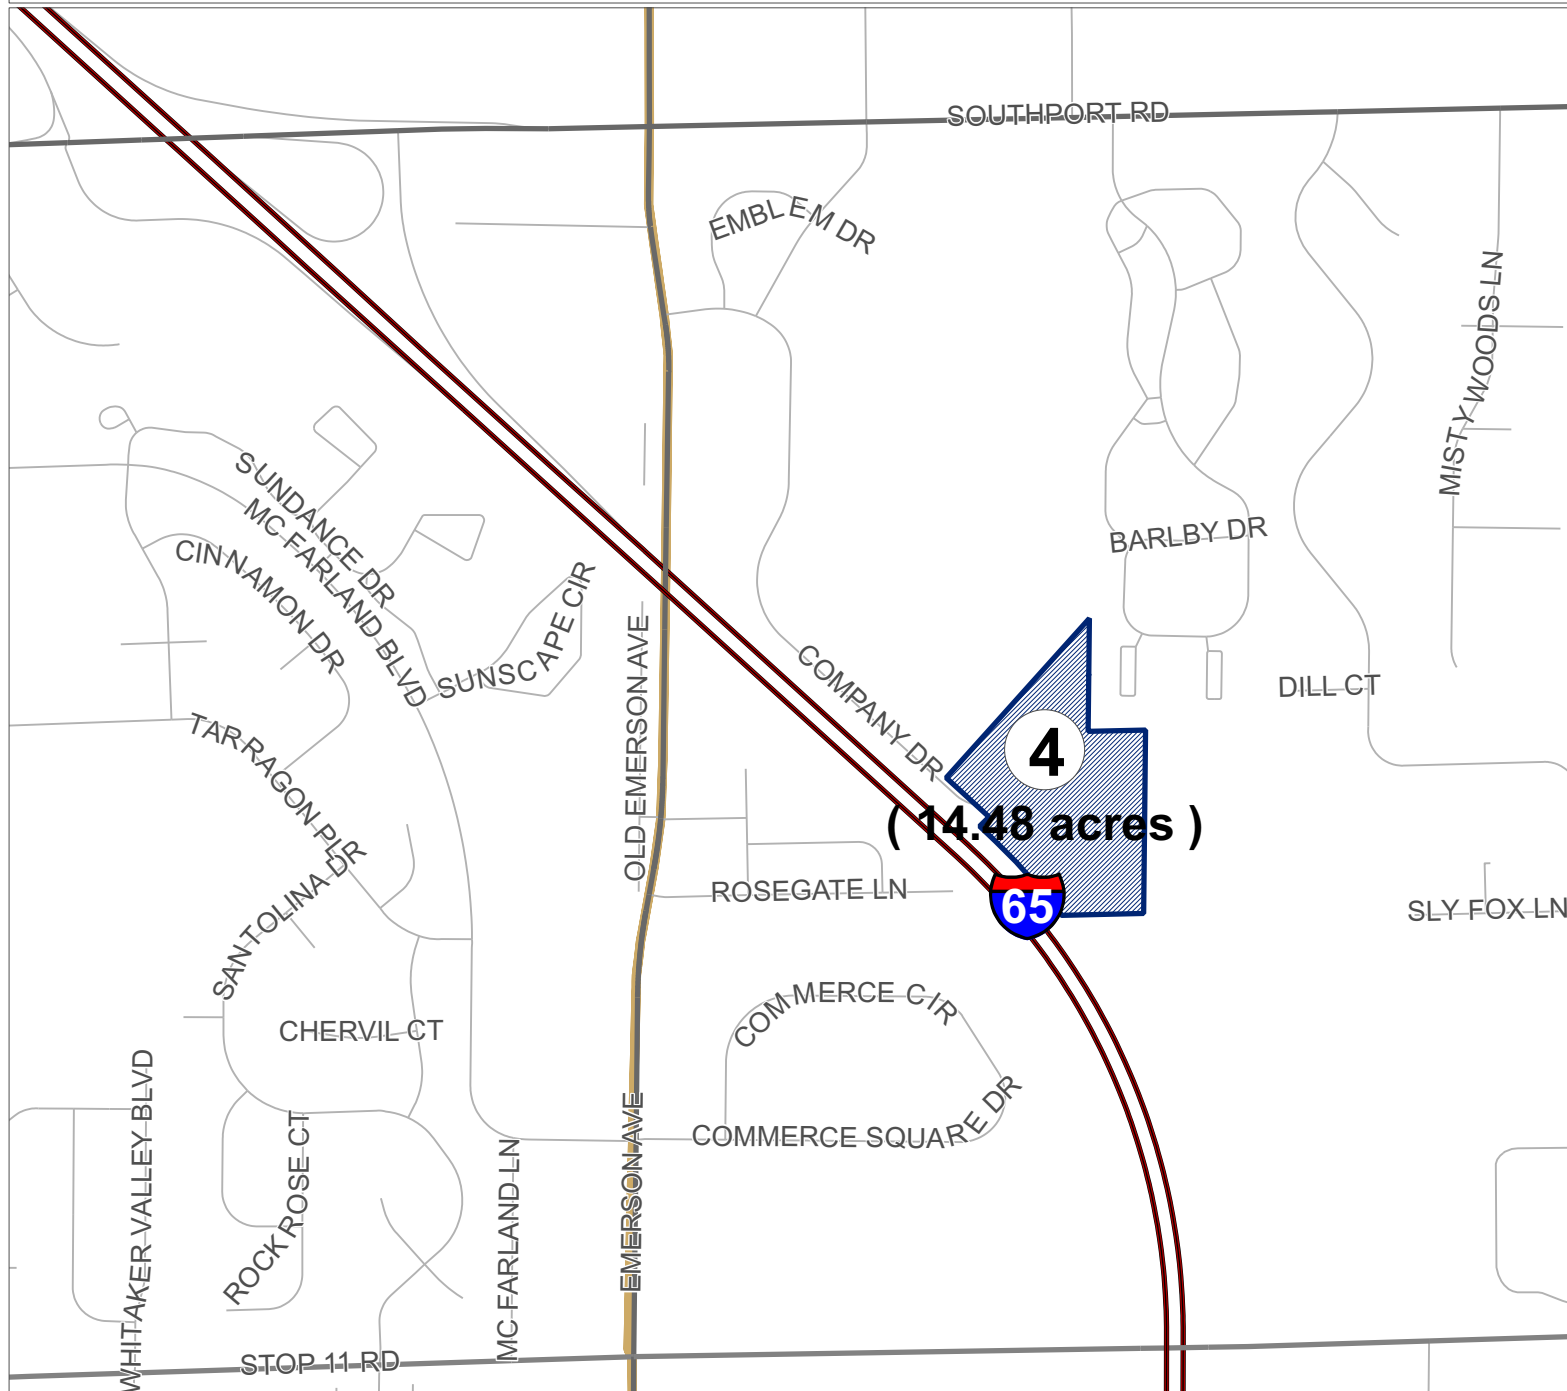 SOUTHPORT RD
EMBLEM DR
MISTY WOODS LN
SUNDANCE DR
MC FARLAND BLVD
CINNAMON DR
BARLBY DR
SUNSCAPE CIR
OLD EMERSON AVE
COMPANY DR
DILL CT
TARRAGON PL
4
( 14.48 acres )
SANTOLINA DR
ROSEGATE LN
65
SLY FOX LN
COMMERCE CIR
CHERVIL CT
WHITAKER VALLEY BLVD
ROCK ROSE CT
MC FARLAND LN
EMERSON AVE
COMMERCE SQUARE DR
STOP 11 RD